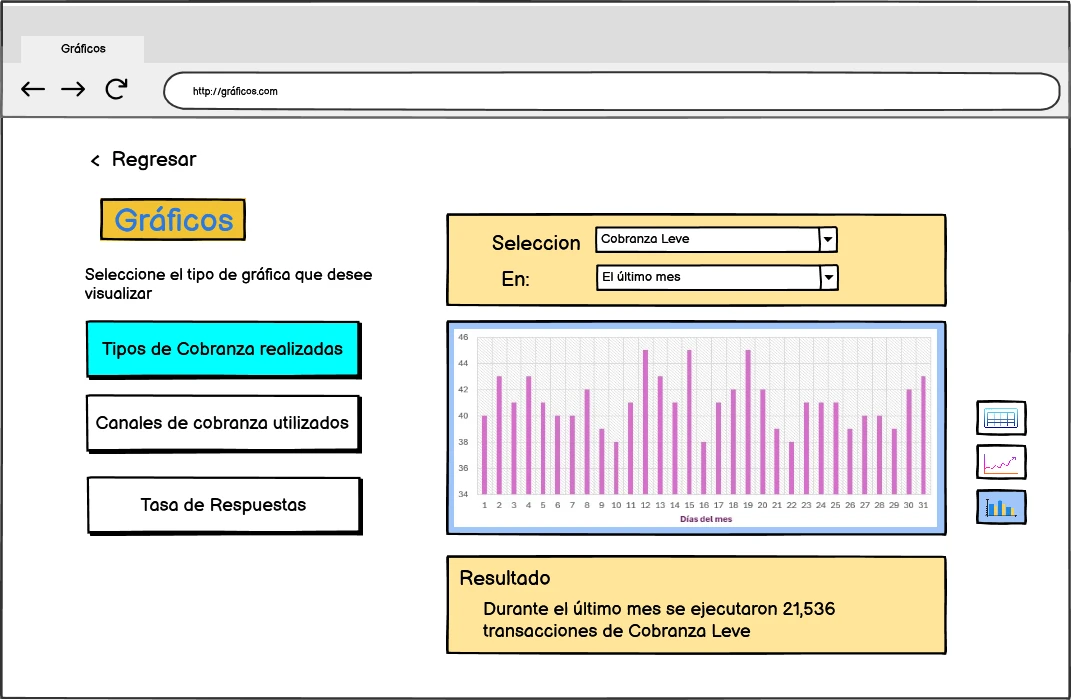 Gráficos
http://gráficos.com
< Regresar
Gráficos
Seleccione el tipo de gráfica que desee
visualizar
Tipos de Cobranza realizadas
Canales de cobranza utilizados
Tasa de Respuestas
Seleccion
Cobranza Leve
En:
El último mes
46
44
42
40
38
36
34
1 2 3 4 5 6 7 8 9 10 11 12 13 14 15 16 17 18 19 20 21 22 23 24 25 26 27 28 29 30 31
Días del mes
Resultado
Durante el último mes se ejecutaron 21,536
transacciones de Cobranza Leve